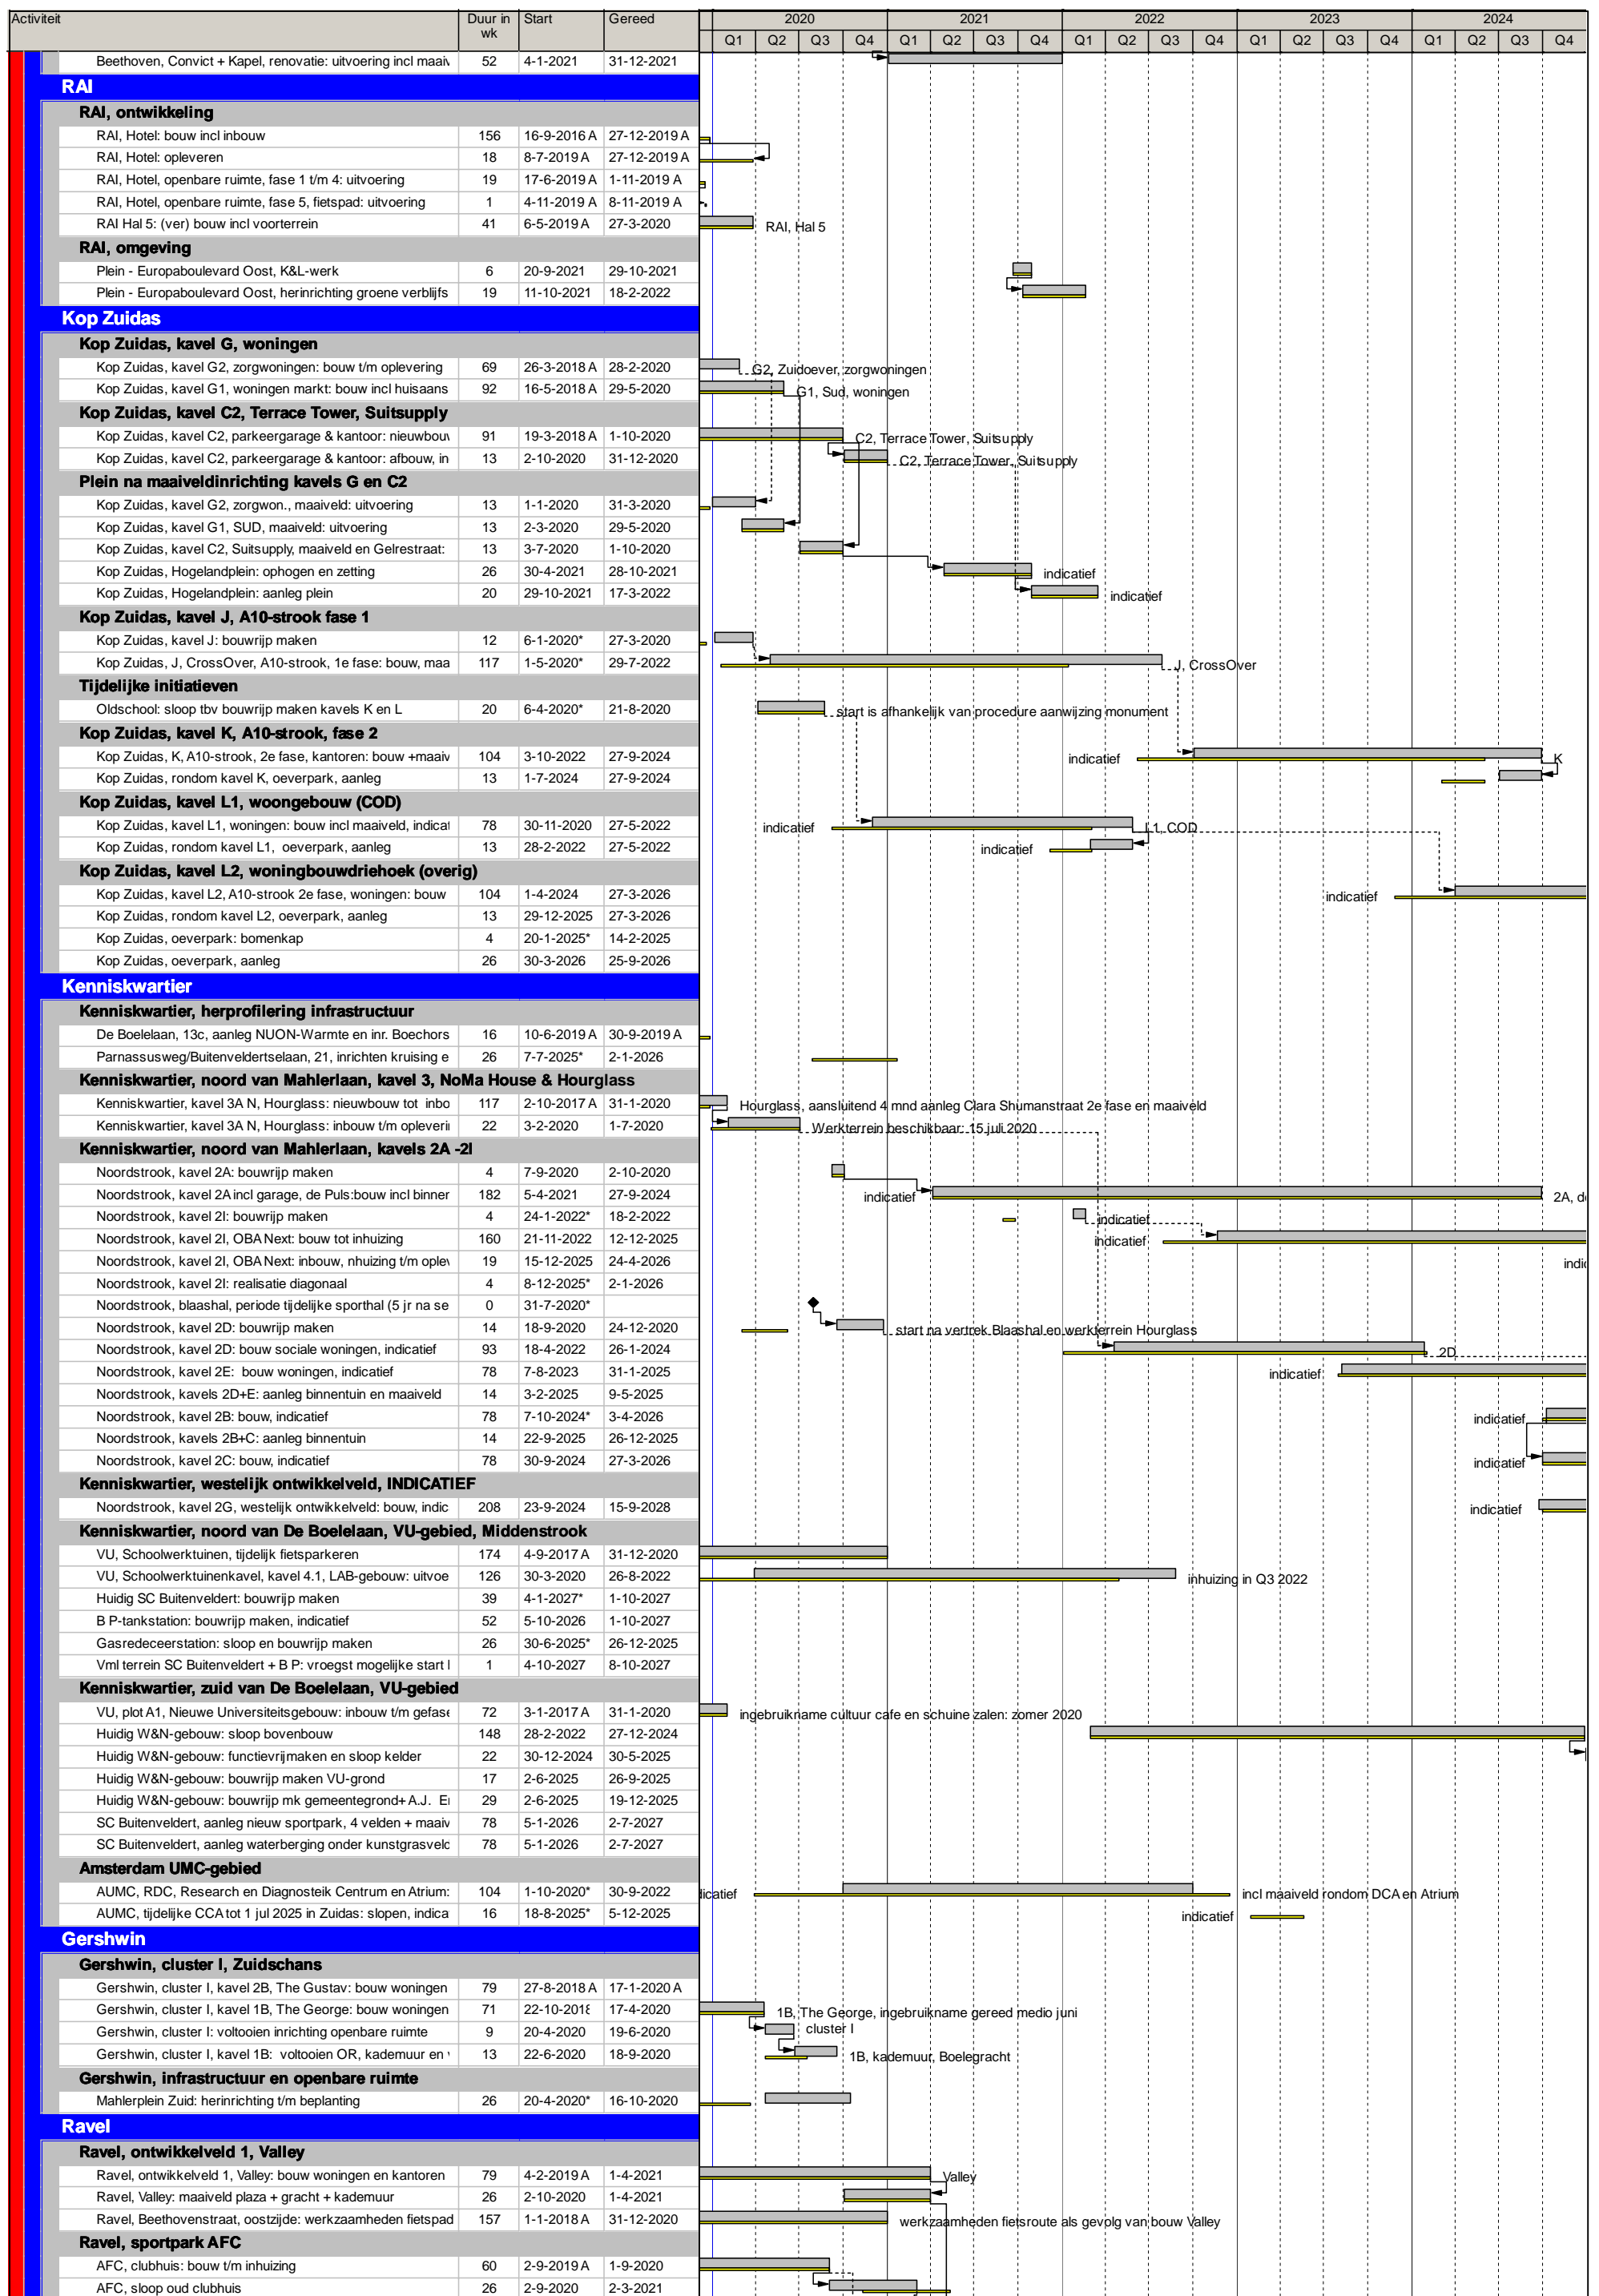 Activiteit Duur in wk Start Gereed 2020 2021 2022 2023 2024
Q1 Q2 Q3 Q4 Q1 Q2 Q3 Q4 Q1 Q2 Q3 Q4 Q1 Q2 Q3 Q4 Q1 Q2 Q3 Q4
Beethoven, Convict + Kapel, renovatie: uitvoering incl maaiv 52 4-1-2021 31-12-2021
RAI
RAI, ontwikkeling
RAI, Hotel: bouw incl inbouw 156 16-9-2016 A 27-12-2019 A
RAI, Hotel: opleveren 18 8-7-2019 A 27-12-2019 A
RAI, Hotel, openbare ruimte, fase 1 t/m 4: uitvoering 19 17-6-2019 A 1-11-2019 A
RAI, Hotel, openbare ruimte, fase 5, fietspad: uitvoering 1 4-11-2019 A 8-11-2019 A
RAI Hal 5: (ver) bouw incl voorterrein 41 6-5-2019 A 27-3-2020 RAI, Hal 5
RAI, omgeving
Plein - Europaboulevard Oost, K&L-werk 6 20-9-2021 29-10-2021
Plein - Europaboulevard Oost, herinrichting groene verblijfs 19 11-10-2021 18-2-2022
Kop Zuidas
Kop Zuidas, kavel G, woningen
Kop Zuidas, kavel G2, zorgwoningen: bouw t/m oplevering 69 26-3-2018 A 28-2-2020 G2, Zuidoever, zorgwoningen
Kop Zuidas, kavel G1, woningen markt: bouw incl huisaans 92 16-5-2018 A 29-5-2020 G1, Sud, woningen
Kop Zuidas, kavel C2, Terrace Tower, Suitsupply
Kop Zuidas, kavel C2, parkeergarage & kantoor: nieuwbouv 91 19-3-2018 A 1-10-2020 C2, Terrace Tower, Suitsupply
Kop Zuidas, kavel C2, parkeergarage & kantoor: afbouw, in 13 2-10-2020 31-12-2020 C2, Terrace Tower, Suitsupply
Plein na maaiveldinrichting kavels G en C2
Kop Zuidas, kavel G2, zorgwon., maaiveld: uitvoering 13 1-1-2020 31-3-2020
Kop Zuidas, kavel G1, SUD, maaiveld: uitvoering 13 2-3-2020 29-5-2020
Kop Zuidas, kavel C2, Suitsupply, maaiveld en Gelrestraat: 13 3-7-2020 1-10-2020
Kop Zuidas, Hogelandplein: ophogen en zetting 26 30-4-2021 28-10-2021 indicatief
Kop Zuidas, Hogelandplein: aanleg plein 20 29-10-2021 17-3-2022 indicatief
Kop Zuidas, kavel J, A10-strook fase 1
Kop Zuidas, kavel J: bouwrijp maken 12 6-1-2020* 27-3-2020
Kop Zuidas, J, CrossOver, A10-strook, 1e fase: bouw, maa 117 1-5-2020* 29-7-2022 J, CrossOver
Tijdelijke initiatieven
Oldschool: sloop tbv bouwrijp maken kavels K en L 20 6-4-2020* 21-8-2020 start is afhankelijk van procedure aanwijzing monument
Kop Zuidas, kavel K, A10-strook, fase 2
Kop Zuidas, K, A10-strook, 2e fase, kantoren: bouw +maaiv 104 3-10-2022 27-9-2024 indicatief K
Kop Zuidas, rondom kavel K, oeverpark, aanleg 13 1-7-2024 27-9-2024
Kop Zuidas, kavel L1, woongebouw (COD)
Kop Zuidas, kavel L1, woningen: bouw incl maaiveld, indicat 78 30-11-2020 27-5-2022 indicatief L1, COD
Kop Zuidas, rondom kavel L1, oeverpark, aanleg 13 28-2-2022 27-5-2022 indicatief
Kop Zuidas, kavel L2, woningbouwdriehoek (overig)
Kop Zuidas, kavel L2, A10-strook 2e fase, woningen: bouw 104 1-4-2024 27-3-2026 indicatief
Kop Zuidas, rondom kavel L2, oeverpark, aanleg 13 29-12-2025 27-3-2026
Kop Zuidas, oeverpark: bomenkap 4 20-1-2025* 14-2-2025
Kop Zuidas, oeverpark, aanleg 26 30-3-2026 25-9-2026
Kenniskwartier
Kenniskwartier, herprofilering infrastructuur
De Boelelaan, 13c, aanleg NUON-Warmte en inr. Boechors 16 10-6-2019 A 30-9-2019 A
Parnassusweg/Buitenveldertselaan, 21, inrichten kruising e 26 7-7-2025* 2-1-2026
Kenniskwartier, noord van Mahlerlaan, kavel 3, NoMa House & Hourglass
Kenniskwartier, kavel 3A N, Hourglass: nieuwbouw tot inbo 117 2-10-2017 A 31-1-2020 Hourglass, aansluitend 4 mnd aanleg Clara Shumanstraat 2e fase en maaiveld
Kenniskwartier, kavel 3A N, Hourglass: inbouw t/m opleveri 22 3-2-2020 1-7-2020 Werkterrein beschikbaar: 15 juli 2020
Kenniskwartier, noord van Mahlerlaan, kavels 2A -2I
Noordstrook, kavel 2A: bouwrijp maken 4 7-9-2020 2-10-2020
Noordstrook, kavel 2A incl garage, de Puls:bouw incl binner 182 5-4-2021 27-9-2024 indicatief 2A, d
Noordstrook, kavel 2I: bouwrijp maken 4 24-1-2022* 18-2-2022 indicatief
Noordstrook, kavel 2I, OBA Next: bouw tot inhuizing 160 21-11-2022 12-12-2025 indicatief
Noordstrook, kavel 2I, OBA Next: inbouw, nhuizing t/m oplev 19 15-12-2025 24-4-2026 indic
Noordstrook, kavel 2I: realisatie diagonaal 4 8-12-2025* 2-1-2026
Noordstrook, blaashal, periode tijdelijke sporthal (5 jr na se 0 31-7-2020*
Noordstrook, kavel 2D: bouwrijp maken 14 18-9-2020 24-12-2020 start na vertrek Blaashal en werkterrein Hourglass
Noordstrook, kavel 2D: bouw sociale woningen, indicatief 93 18-4-2022 26-1-2024 2D
Noordstrook, kavel 2E: bouw woningen, indicatief 78 7-8-2023 31-1-2025 indicatief
Noordstrook, kavels 2D+E: aanleg binnentuin en maaiveld 14 3-2-2025 9-5-2025
Noordstrook, kavel 2B: bouw, indicatief 78 7-10-2024* 3-4-2026 indicatief
Noordstrook, kavels 2B+C: aanleg binnentuin 14 22-9-2025 26-12-2025
Noordstrook, kavel 2C: bouw, indicatief 78 30-9-2024 27-3-2026 indicatief
Kenniskwartier, westelijk ontwikkelveld, INDICATIEF
Noordstrook, kavel 2G, westelijk ontwikkelveld: bouw, indic 208 23-9-2024 15-9-2028 indicatief
Kenniskwartier, noord van De Boelelaan, VU-gebied, Middenstrook
VU, Schoolwerktuinen, tijdelijk fietsparkeren 174 4-9-2017 A 31-12-2020
VU, Schoolwerktuinenkavel, kavel 4.1, LAB-gebouw: uitvoe 126 30-3-2020 26-8-2022 inhuizing in Q3 2022
Huidig SC Buitenveldert: bouwrijp maken 39 4-1-2027* 1-10-2027
B P-tankstation: bouwrijp maken, indicatief 52 5-10-2026 1-10-2027
Gasredeceerstation: sloop en bouwrijp maken 26 30-6-2025* 26-12-2025
Vml terrein SC Buitenveldert + B P: vroegst mogelijke start 1 4-10-2027 8-10-2027
Kenniskwartier, zuid van De Boelelaan, VU-gebied
VU, plot A1, Nieuwe Universiteitsgebouw: inbouw t/m gefase 72 3-1-2017 A 31-1-2020 ingebruikname cultuur cafe en schuine zalen: zomer 2020
Huidig W&N-gebouw: sloop bovenbouw 148 28-2-2022 27-12-2024
Huidig W&N-gebouw: functievrijmaken en sloop kelder 22 30-12-2024 30-5-2025
Huidig W&N-gebouw: bouwrijp maken VU-grond 17 2-6-2025 26-9-2025
Huidig W&N-gebouw: bouwrijp mk gemeentegrond+ A.J. E 29 2-6-2025 19-12-2025
SC Buitenveldert, aanleg nieuw sportpark, 4 velden + maaiv 78 5-1-2026 2-7-2027
SC Buitenveldert, aanleg waterberging onder kunstgrasveld 78 5-1-2026 2-7-2027
Amsterdam UMC-gebied
AUMC, RDC, Research en Diagnosteik Centrum en Atrium: 104 1-10-2020* 30-9-2022 dicatief incl maaiveld rondom DCA en Atrium
AUMC, tijdelijke CCA tot 1 jul 2025 in Zuidas: slopen, indica 16 18-8-2025* 5-12-2025 indicatief
Gershwin
Gershwin, cluster I, Zuidschans
Gershwin, cluster I, kavel 2B, The Gustav: bouw woningen 79 27-8-2018 A 17-1-2020 A
Gershwin, cluster I, kavel 1B, The George: bouw woningen 71 22-10-2018 17-4-2020 1B, The George, ingebruikname gereed medio juni
Gershwin, cluster I: voltooien inrichting openbare ruimte 9 20-4-2020 19-6-2020 cluster I
Gershwin, cluster I, kavel 1B: voltooien OR, kademuur en 13 22-6-2020 18-9-2020 1B, kademuur, Boelegracht
Gershwin, infrastructuur en openbare ruimte
Mahlerplein Zuid: herinrichting t/m beplanting 26 20-4-2020* 16-10-2020
Ravel
Ravel, ontwikkelveld 1, Valley
Ravel, ontwikkelveld 1, Valley: bouw woningen en kantoren 79 4-2-2019 A 1-4-2021 Valley
Ravel, Valley: maaiveld plaza + gracht + kademuur 26 2-10-2020 1-4-2021
Ravel, Beethovenstraat, oostzijde: werkzaamheden fietspad 157 1-1-2018 A 31-12-2020 werkzaamheden fietsroute als gevolg van bouw Valley
Ravel, sportpark AFC
AFC, clubhuis: bouw t/m inhuizing 60 2-9-2019 A 1-9-2020
AFC, sloop oud clubhuis 26 2-9-2020 2-3-2021